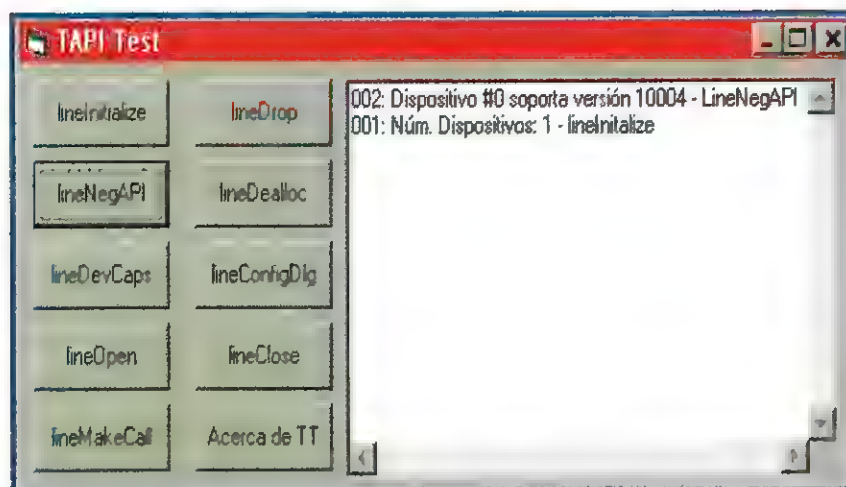 TAPI Test
lineInitialize
lineDrop
lineNegAPI
lineDealloc
lineDevCaps
lineConfigDlg
lineOpen
lineClose
lineMakeCall
Acerca de TT
002: Dispositivo #0 soporta versión 10004 - LineNegAPI
001: Núm. Dispositivos: 1 - lineInitalize